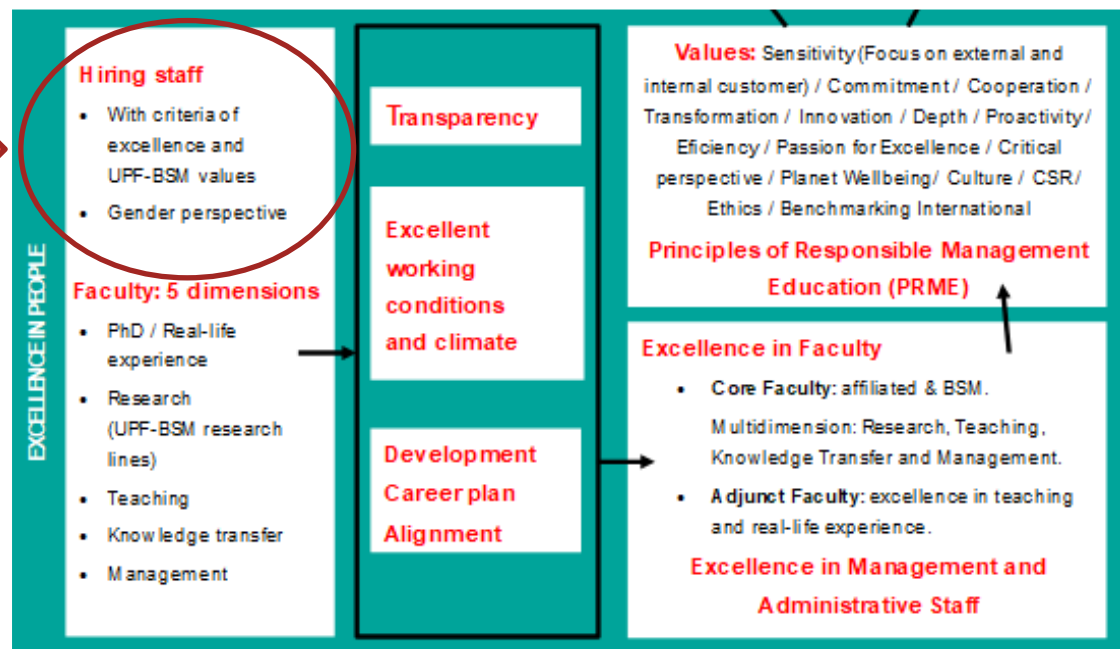 EXCELLENCE IN PEOPLE
Hiring staff
• With criteria of
excellence and
UPF-BSM values
• Gender perspective
Faculty: 5 dimensions
• PhD / Real-life
experience
• Research
(UPF-BSM research
lines)
• Teaching
• Knowledge transfer
• Management
Transparency
Excellent
working
conditions
and climate
Development
Career plan
Alignment
Values: Sensitivity (Focus on external and
internal customer) / Commitment / Cooperation /
Transformation / Innovation / Depth / Proactivity/
Eficiency / Passion for Excellence / Critical
perspective / Planet Wellbeing/ Culture / CSR/
Ethics / Benchmarking International
Principles of Responsible Management
Education (PRME)
Excellence in Faculty
• Core Faculty: affiliated & BSM.
Multidimension: Research, Teaching,
Knowledge Transfer and Management.
• Adjunct Faculty: excellence in teaching
and real-life experience.
Excellence in Management and
Administrative Staff